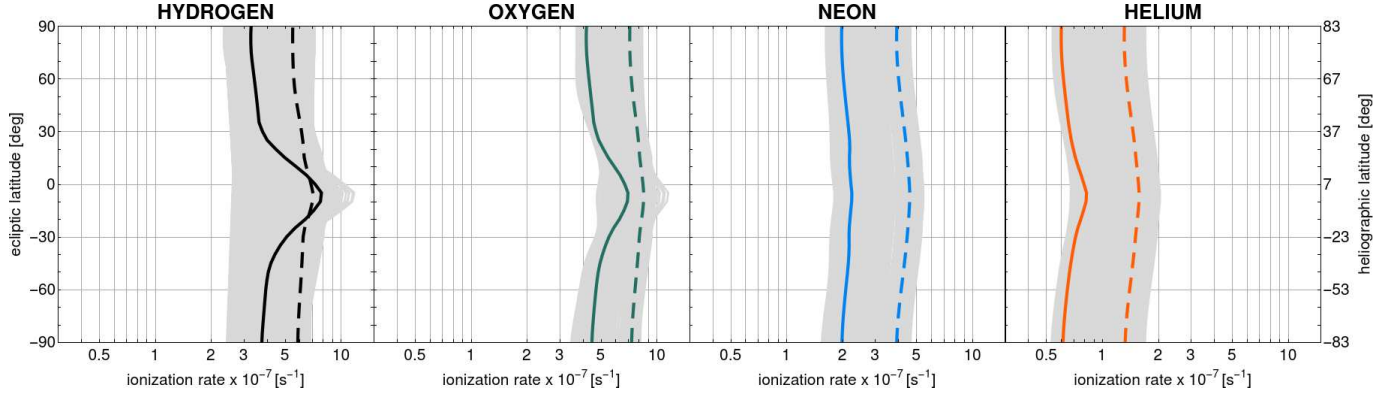 HYDROGEN OXYGEN NEON HELIUM
ecliptic latitude [deg]
90
60
30
0
−30
−60
−90
83
67
37
7
−23
−53
−83
heliographic latitude [deg]
0.5 1 2 3 5 10 0.5 1 2 3 5 10 0.5 1 2 3 5 10 0.5 1 2 3 5 10
ionization rate x 10⁻⁷ [s⁻¹] ionization rate x 10⁻⁷ [s⁻¹] ionization rate x 10⁻⁷ [s⁻¹] ionization rate x 10⁻⁷ [s⁻¹]